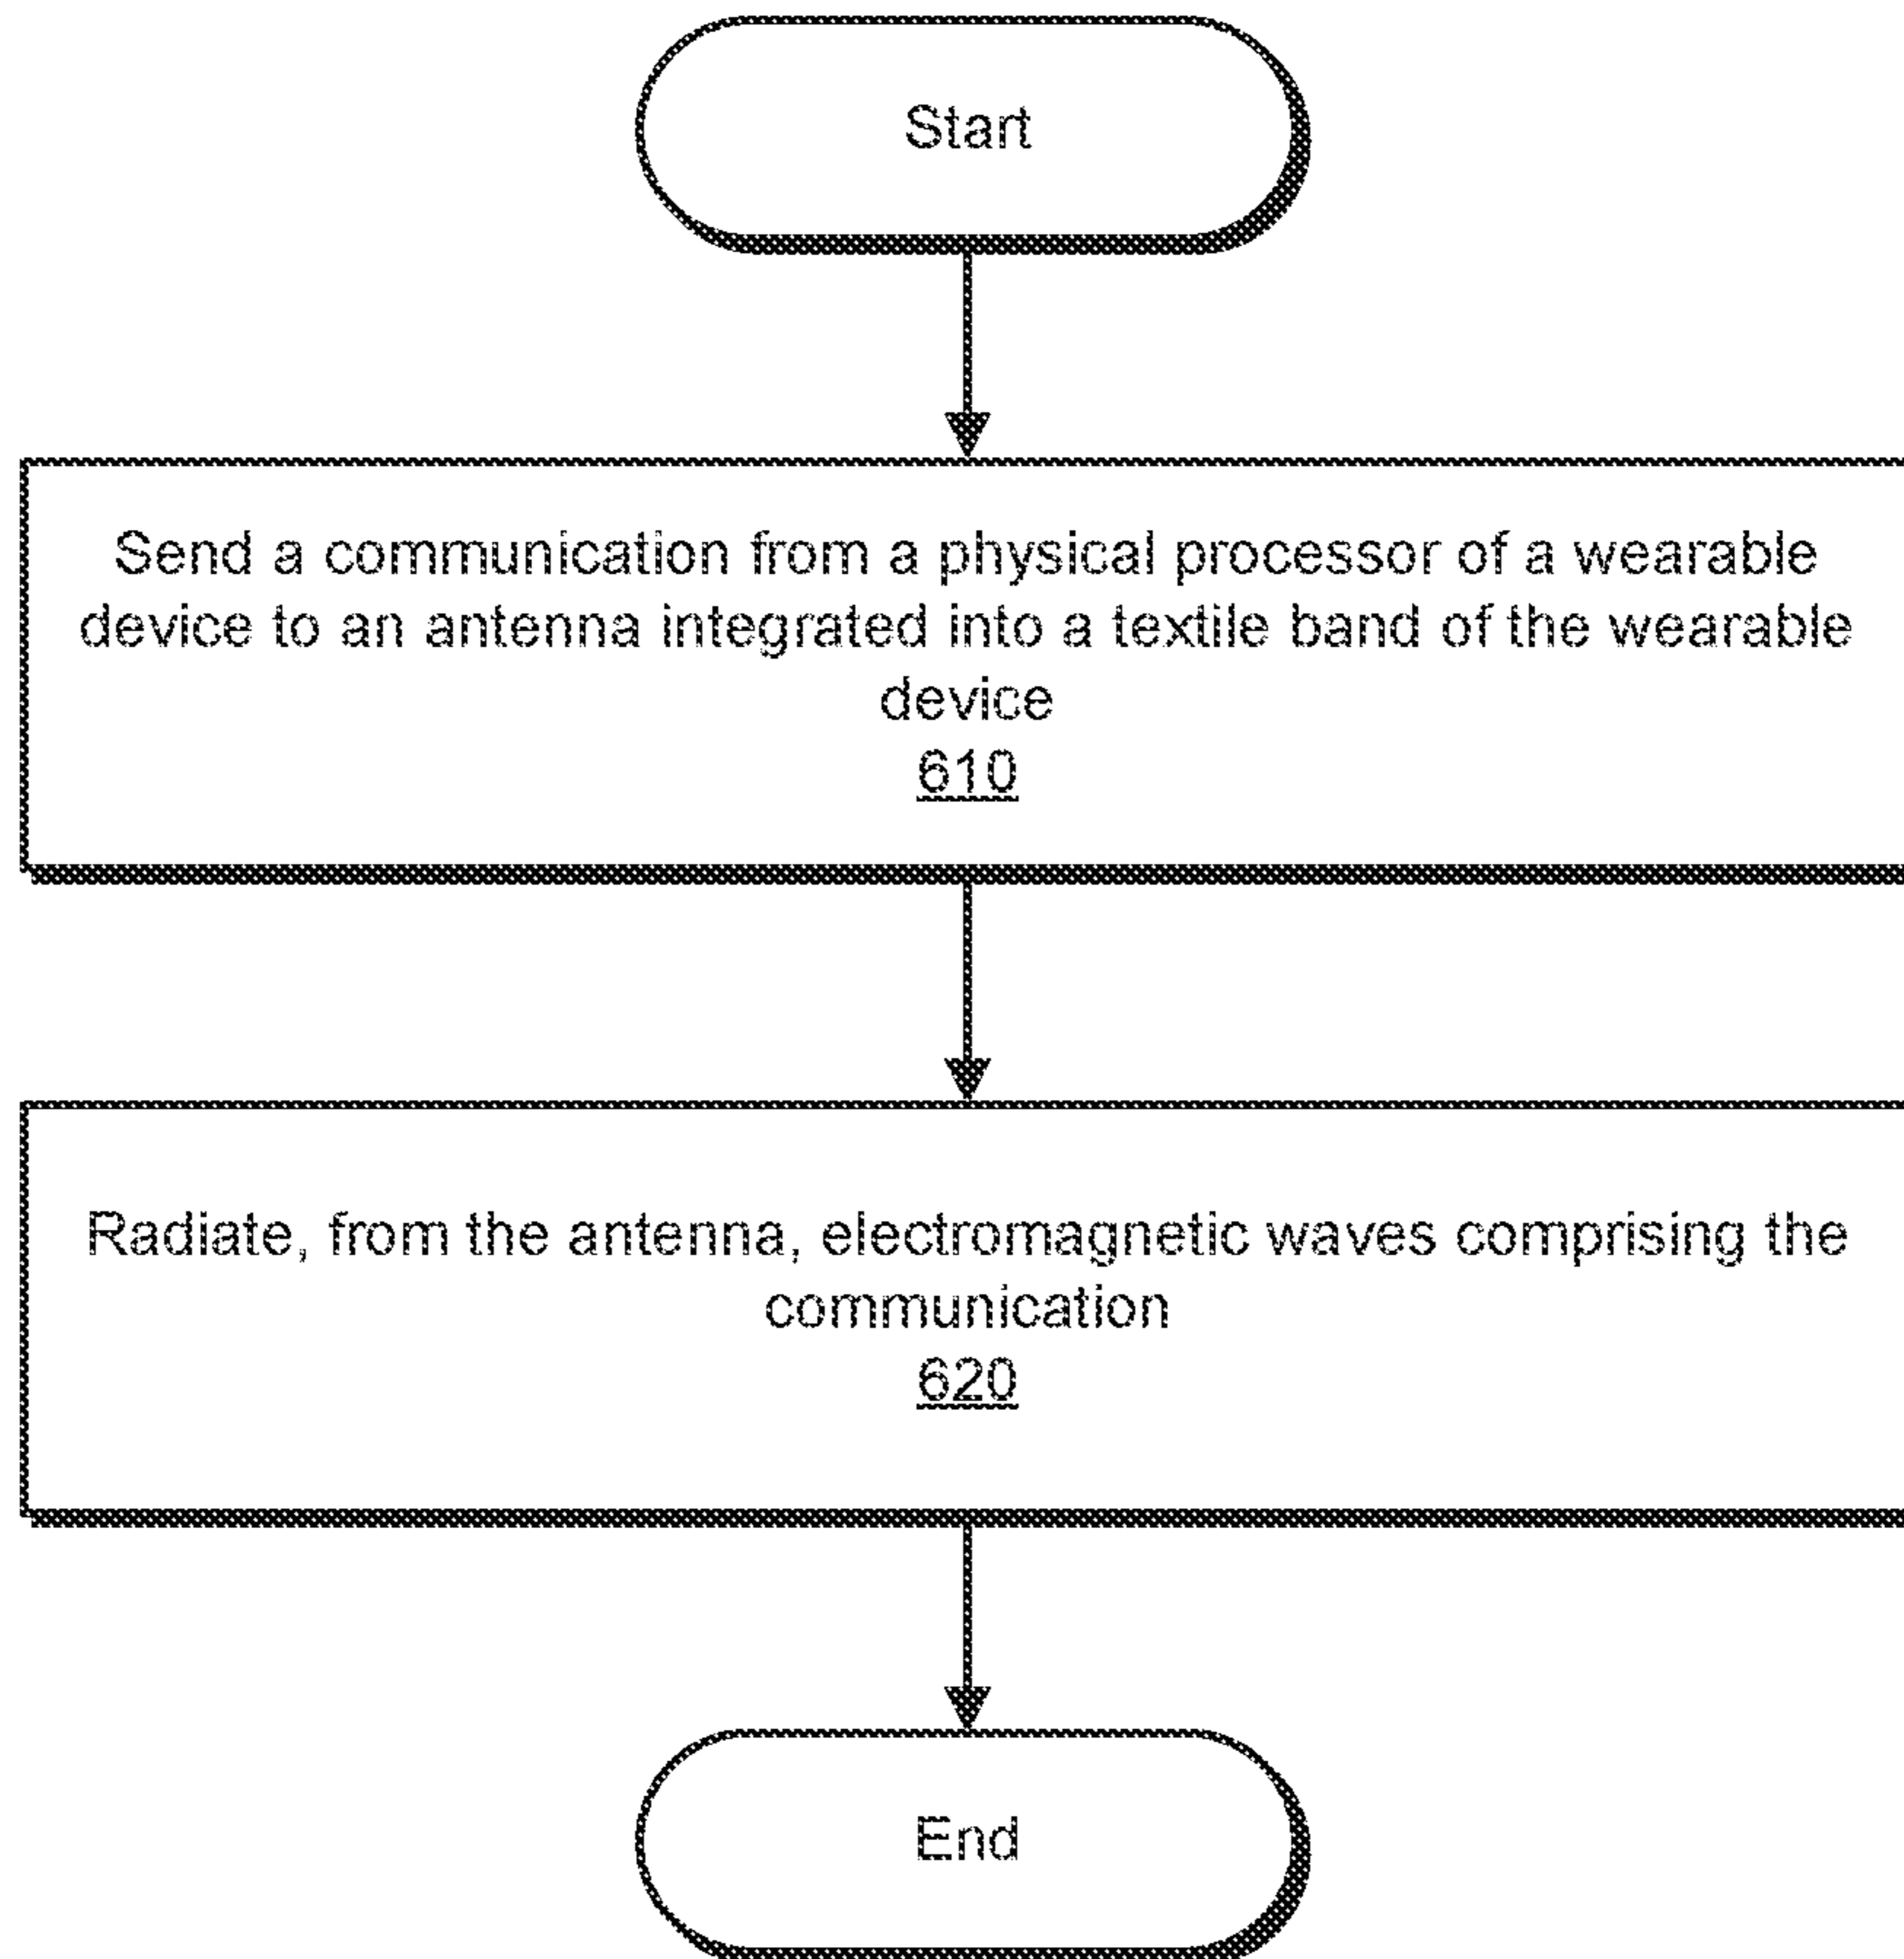 Start
Send a communication from a physical processor of a wearable
device to an antenna integrated into a textile band of the wearable
device
610
Radiate, from the antenna, electromagnetic waves comprising the
communication
620
End